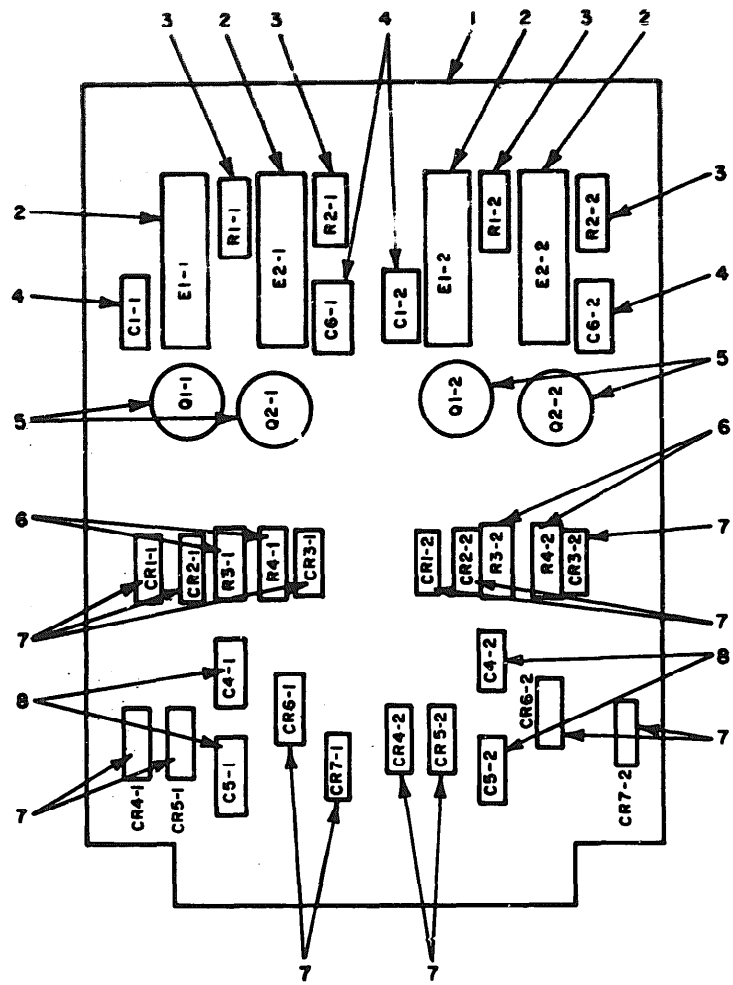 3 2 3 4 1 2 3 2
3
2
E1-1
R1-1
E2-1
R2-1
E1-2
R1-2
E2-2
R2-2
4
C1-1
C6-1
C1-2
C6-2
4
5
Q1-1
Q2-1
Q1-2
Q2-2
5
6
6
7
CR1-1
CR2-1
R3-1
R4-1
CR3-1
CR1-2
CR2-2
R3-2
R4-2
CR3-2
7
7
8
C4-1
C4-2
8
CR6-1
CR6-2
7
CR4-1
CR5-1
C5-1
CR7-1
CR4-2
CR5-2
C5-2
CR7-2
7
7 7